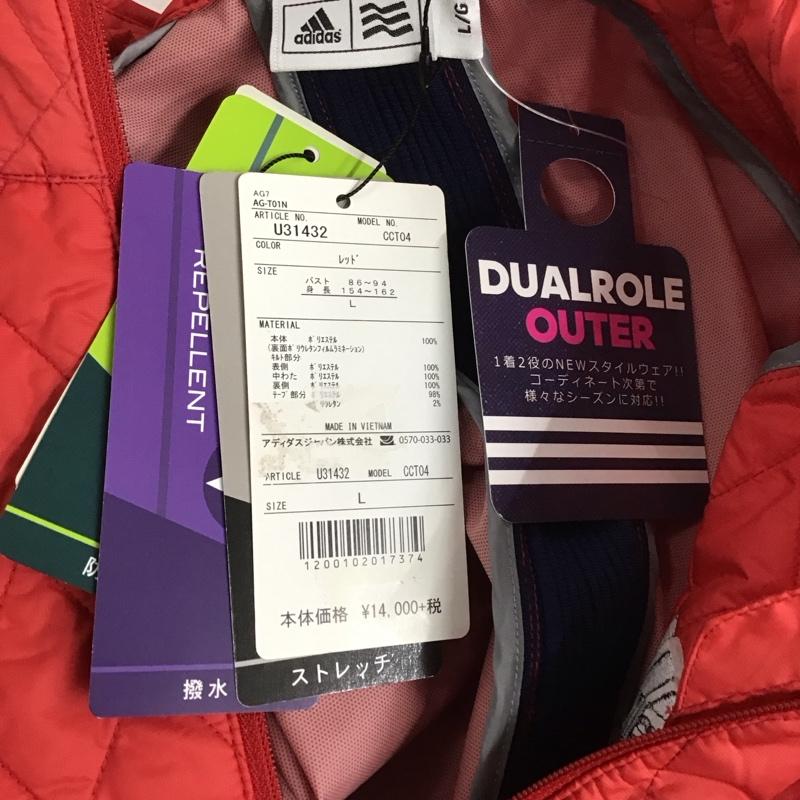 adidas
L/G
AG7
AG-T01N
ARTICLE NO. MODEL NO.
U31432 CCT04
COLOR
レッド
SIZE
バスト 86~94
身長 154~162
L
MATERIAL
本体 ポリエステル 100%
(裏面ポリウレタンフィルムラミネーション)
キルト部分
表側 ポリエステル 100%
中わた ポリエステル 100%
裏側 ポリエステル 100%
テープ部分 ポリエステル 98%
ポリウレタン 2%
MADE IN VIETNAM
アディダスジャパン株式会社 0570-033-033
ARTICLE U31432 MODEL CCT04
SIZE L
1200102017374
本体価格 ¥14,000+税
ストレッチ
REPELLENT
撥水
防
DUALROLE
OUTER
1着2役のNEWスタイルウェア!!
コーディネート次第で
様々なシーズンに対応!!